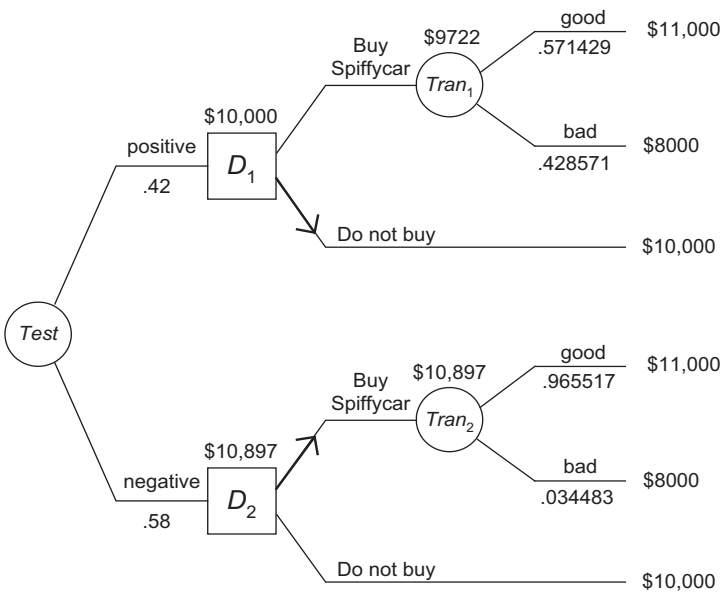 good
$11,000
.571429
$9722
Buy
Spiffycar
Tran1
bad
$8000
.428571
$10,000
positive
.42
D1
Do not buy
$10,000
Test
good
$11,000
.965517
$10,897
Buy
Spiffycar
Tran2
bad
$8000
.034483
$10,897
negative
.58
D2
Do not buy
$10,000